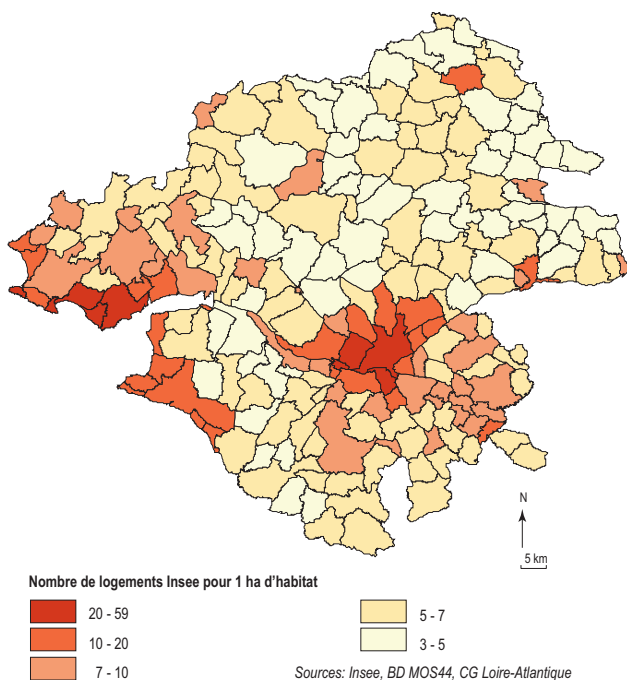 N
5 km
Nombre de logements Insee pour 1 ha d'habitat
20 - 59
10 - 20
7 - 10
5 - 7
3 - 5
Sources: Insee, BD MOS44, CG Loire-Atlantique